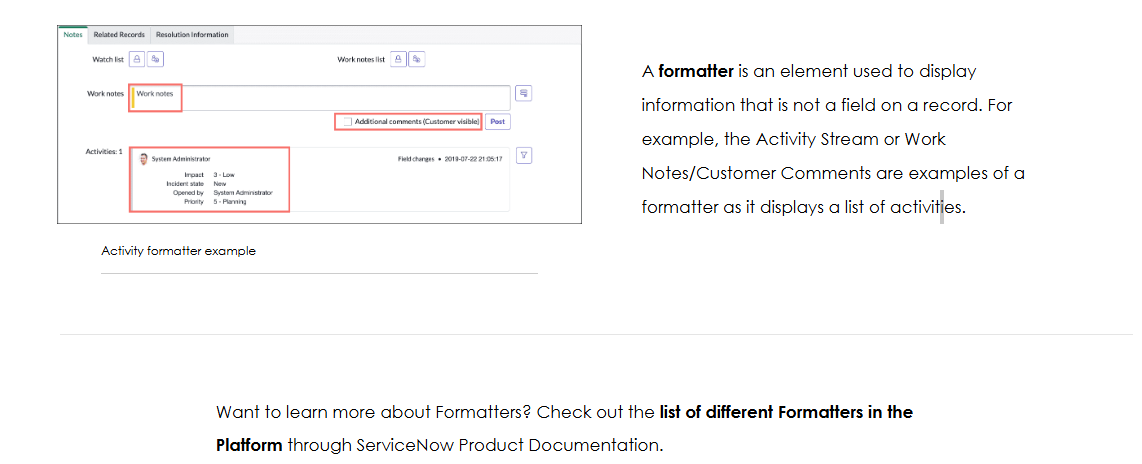 Notes Related Records Resolution Information
Watch list Work notes list
Work notes Work notes
Additional comments (Customer visible) Post
Activities: 1
System Administrator Field changes • 2019-07-22 21:05:17
Impact 3 - Low
Incident state New
Opened by System Administrator
Priority 5 - Planning
Activity formatter example
A formatter is an element used to display
information that is not a field on a record. For
example, the Activity Stream or Work
Notes/Customer Comments are examples of a
formatter as it displays a list of activities.
Want to learn more about Formatters? Check out the list of different Formatters in the
Platform through ServiceNow Product Documentation.